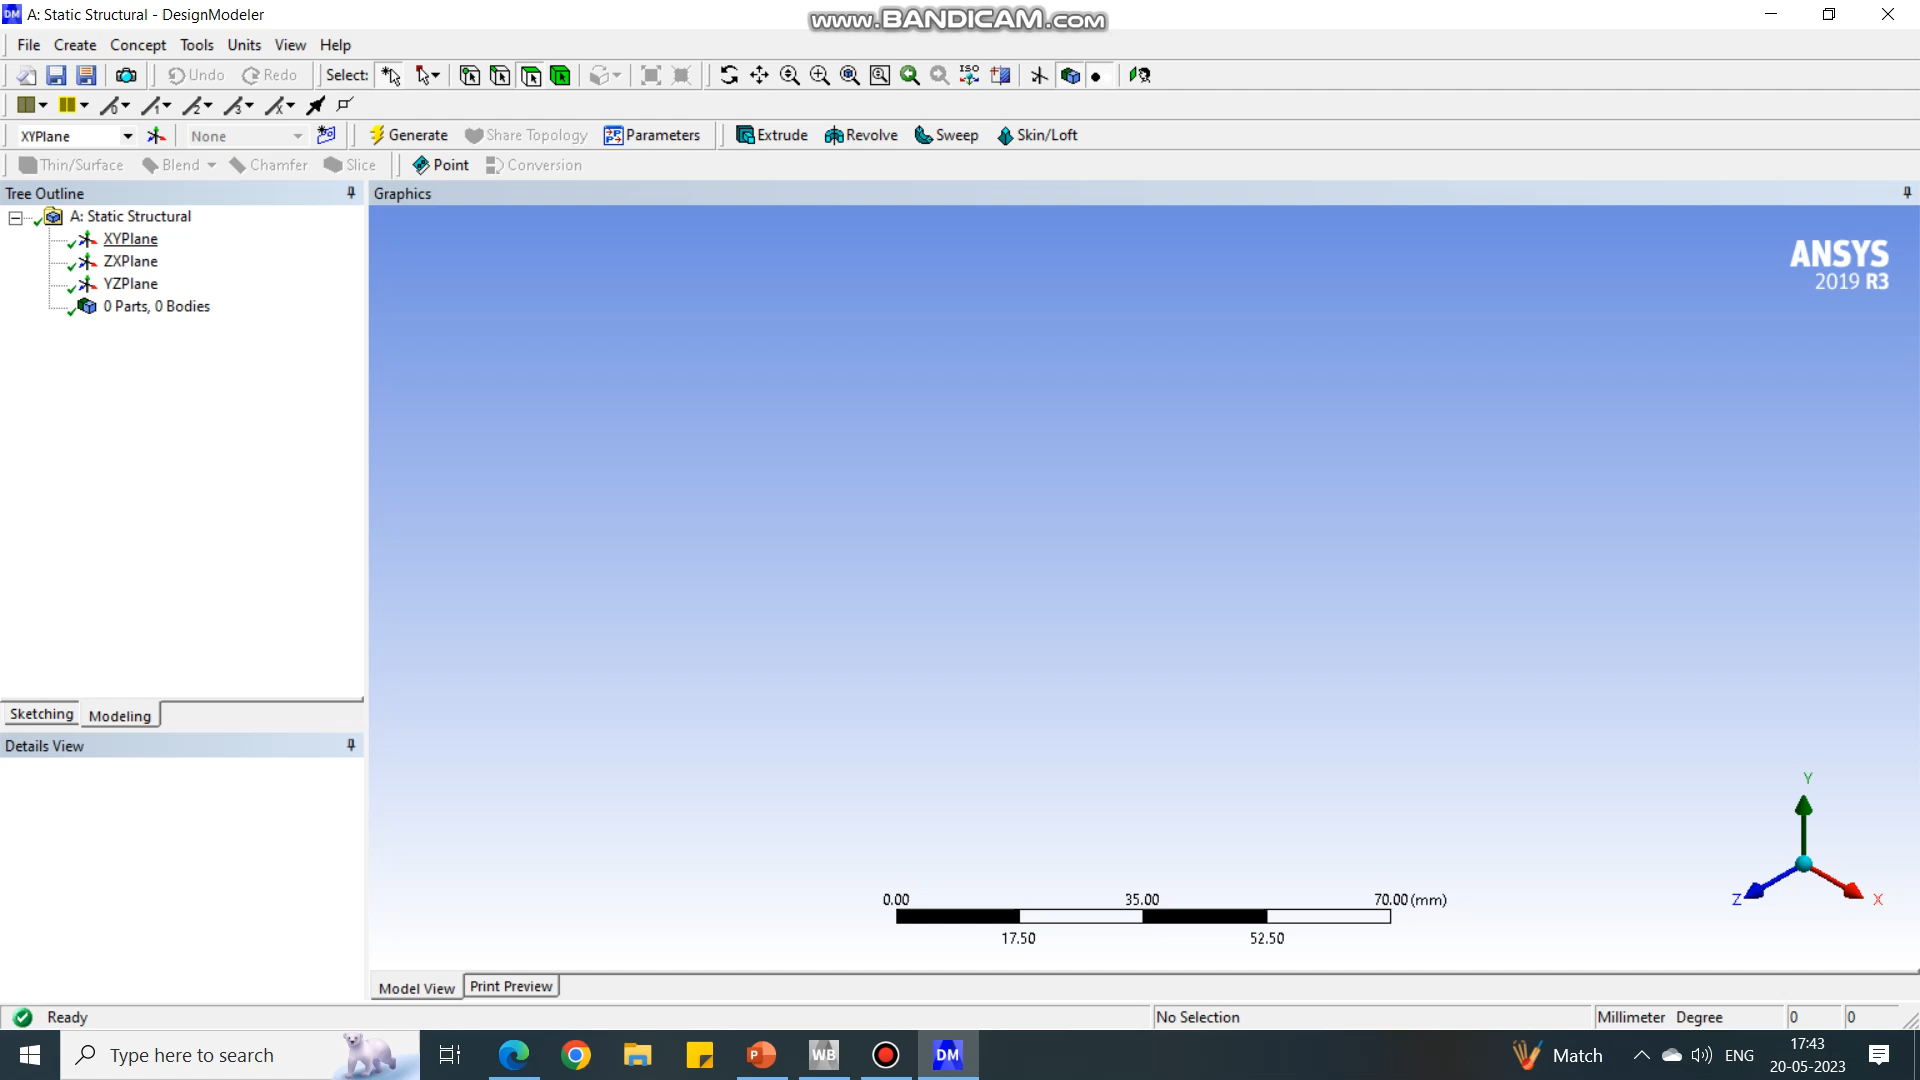 A: Static Structural - DesignModeler
www.BANDICAM.com
File Create Concept Tools Units View Help
Undo Redo Select: ISO
XYPlane None Generate Share Topology Parameters Extrude Revolve Sweep Skin/Loft
Thin/Surface Blend Chamfer Slice Point Conversion
Tree Outline
Graphics
A: Static Structural
XYPlane
ZXPlane
YZPlane
0 Parts, 0 Bodies
ANSYS
2019 R3
Sketching Modeling
Details View
Y
Z
X
0.00 35.00 70.00 (mm)
17.50 52.50
Model View Print Preview
Ready
No Selection
Millimeter Degree 0 0
Type here to search
WB
DM
Match
ENG
17:43
20-05-2023